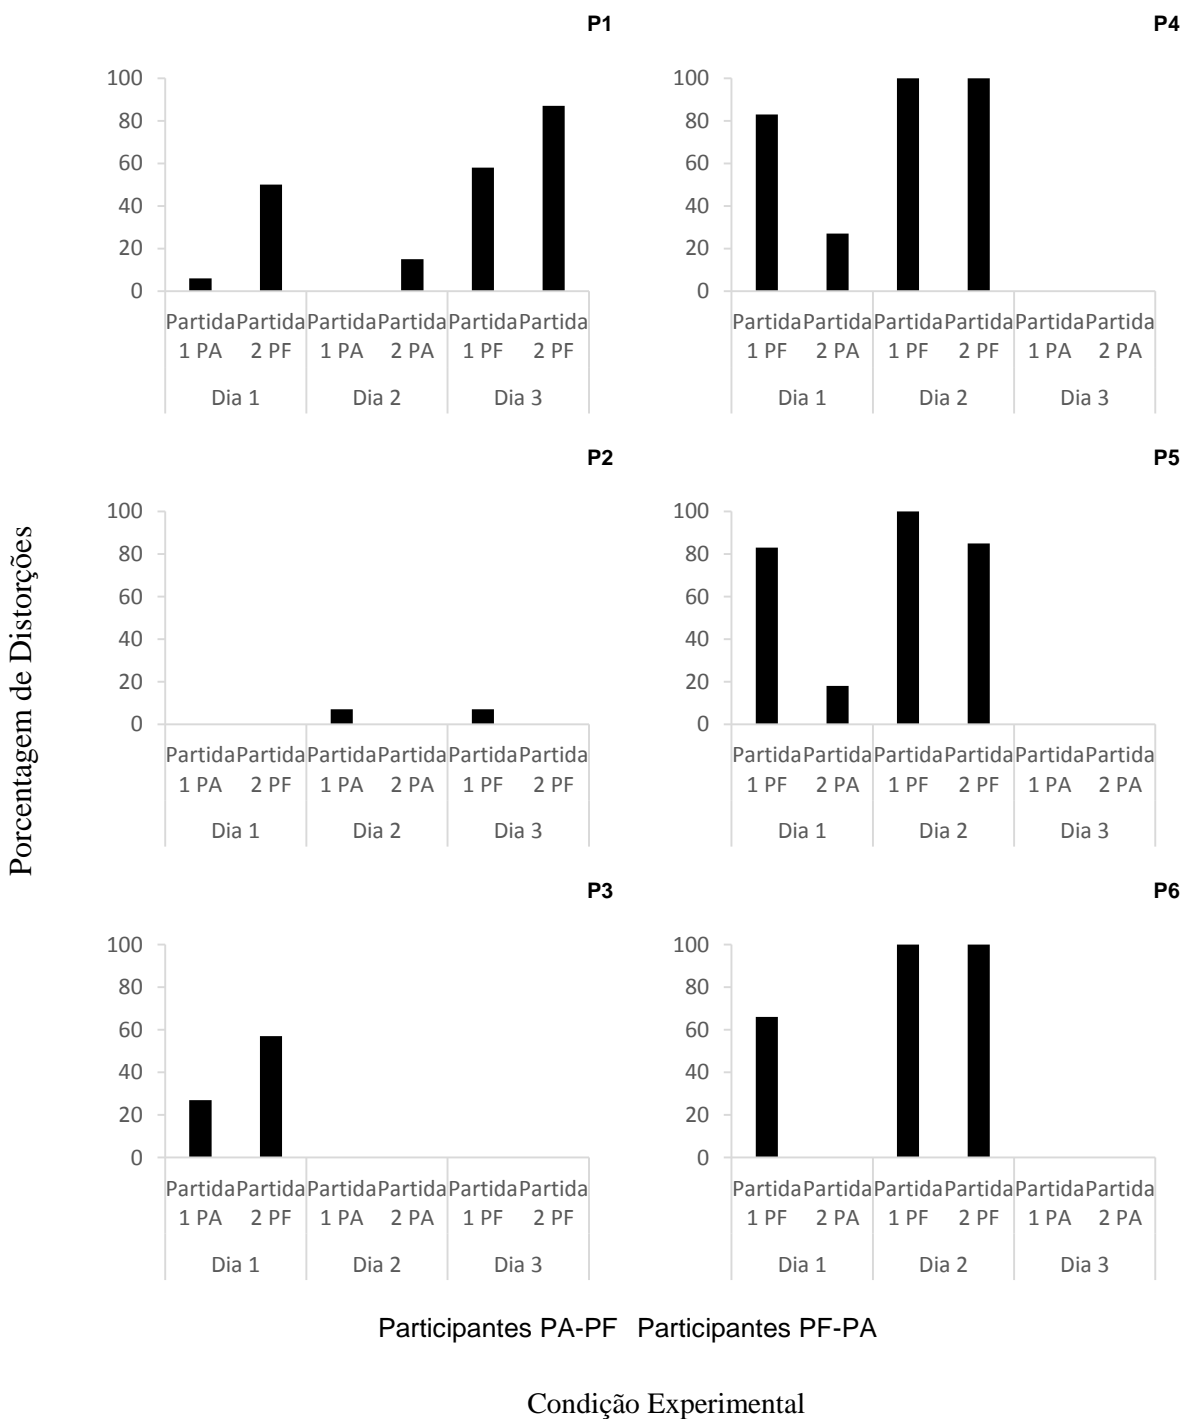 P1
100
80
60
40
20
0
Partida Partida Partida Partida Partida Partida
1 PA 2 PF 1 PA 2 PA 1 PF 2 PF
Dia 1 Dia 2 Dia 3
P4
100
80
60
40
20
0
Partida Partida Partida Partida Partida Partida
1 PF 2 PA 1 PF 2 PF 1 PA 2 PA
Dia 1 Dia 2 Dia 3
Porcentagem de Distorções
P2
100
80
60
40
20
0
Partida Partida Partida Partida Partida Partida
1 PA 2 PF 1 PA 2 PA 1 PF 2 PF
Dia 1 Dia 2 Dia 3
P5
100
80
60
40
20
0
Partida Partida Partida Partida Partida Partida
1 PF 2 PA 1 PF 2 PF 1 PA 2 PA
Dia 1 Dia 2 Dia 3
P3
100
80
60
40
20
0
Partida Partida Partida Partida Partida Partida
1 PA 2 PF 1 PA 2 PA 1 PF 2 PF
Dia 1 Dia 2 Dia 3
P6
100
80
60
40
20
0
Partida Partida Partida Partida Partida Partida
1 PF 2 PA 1 PF 2 PF 1 PA 2 PA
Dia 1 Dia 2 Dia 3
Participantes PA-PF Participantes PF-PA
Condição Experimental